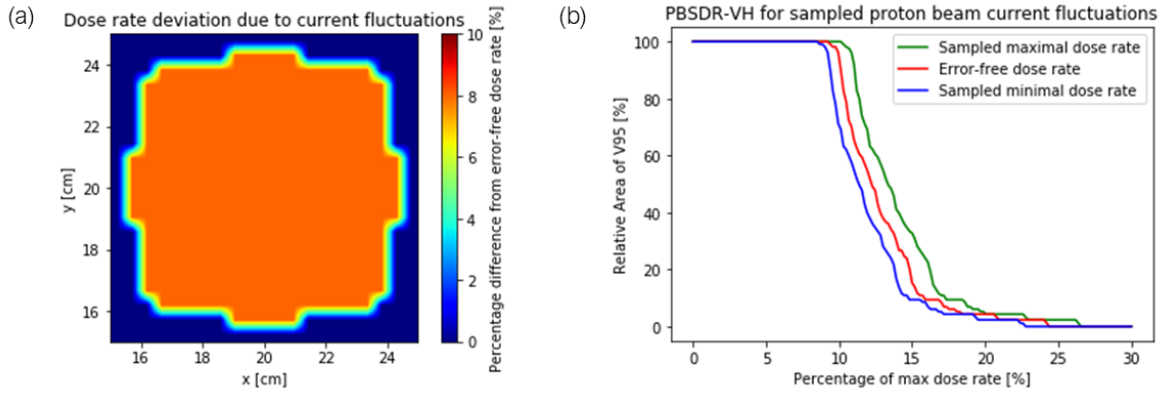 (a)
Dose rate deviation due to current fluctuations
24
22
20
18
16
y [cm]
16 18 20 22 24
x [cm]
10
8
6
4
2
0
Percentage difference from error-free dose rate [%]
(b)
PBSDR-VH for sampled proton beam current fluctuations
100
80
60
40
20
0
Relative Area of V95 [%]
Sampled maximal dose rate
Error-free dose rate
Sampled minimal dose rate
0 5 10 15 20 25 30
Percentage of max dose rate [%]